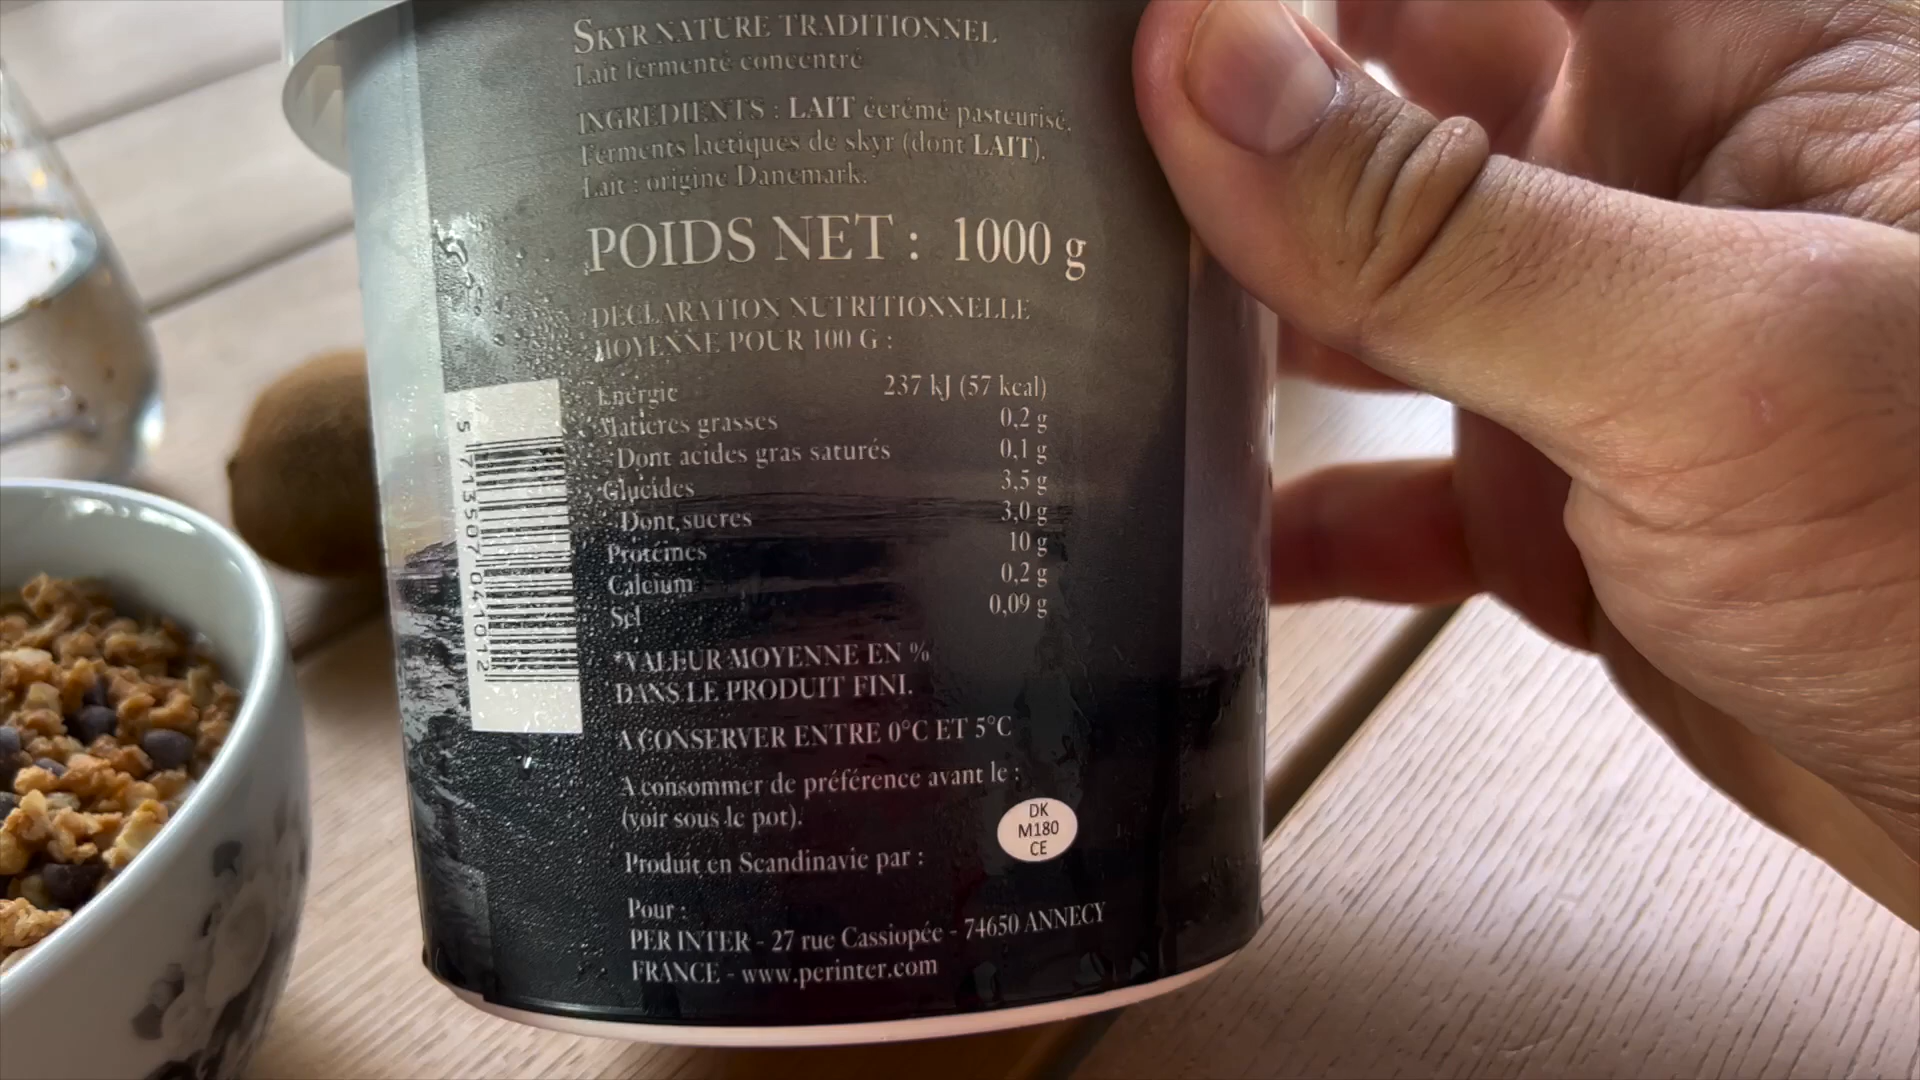 SKYR NATURE TRADITIONNEL
Lait fermenté concentré
INGREDIENTS : LAIT écrémé pasteurisé,
Ferments lactiques de skyr (dont LAIT).
Lait : origine Danemark.
POIDS NET : 1000 g
DECLARATION NUTRITIONNELLE
MOYENNE POUR 100 G :
Energie 237 kJ (57 kcal)
Matières grasses 0,2 g
Dont acides gras saturés 0,1 g
Glucides 3,5 g
Dont sucres 3,0 g
Protéines 10 g
Calcium 0,2 g
Sel 0,09 g
*VALEUR MOYENNE EN %
DANS LE PRODUIT FINI.
A CONSERVER ENTRE 0°C ET 5°C
A consommer de préférence avant le :
(voir sous le pot).
Produit en Scandinavie par :
DK
M180
CE
Pour :
PER INTER - 27 rue Cassiopée - 74650 ANNECY
FRANCE - www.perinter.com
5 713507 041012